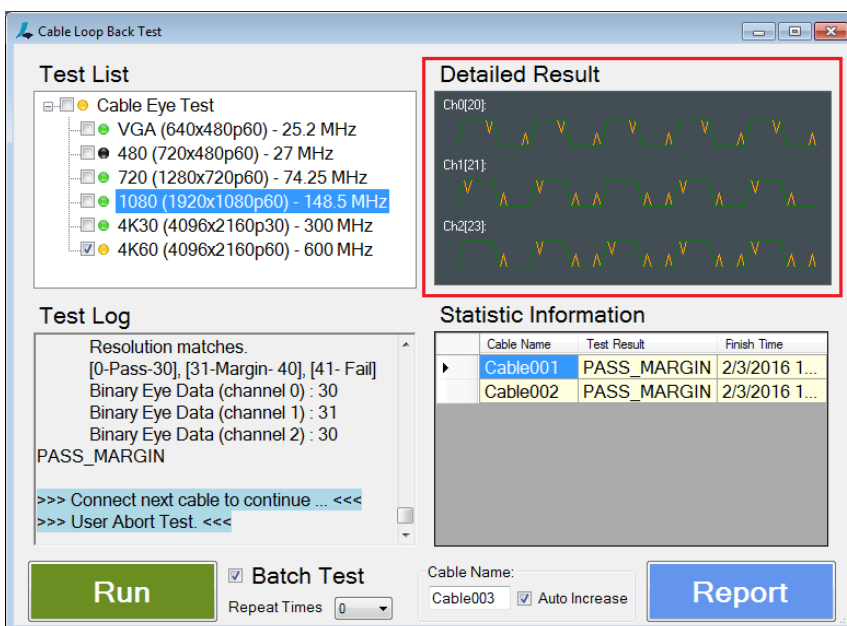 Cable Loop Back Test
Test List
Cable Eye Test
VGA (640x480p60) - 25.2 MHz
480 (720x480p60) - 27 MHz
720 (1280x720p60) - 74.25 MHz
1080 (1920x1080p60) - 148.5 MHz
4K30 (4096x2160p30) - 300 MHz
4K60 (4096x2160p60) - 600 MHz
Detailed Result
Ch0[20]:
Ch1[21]:
Ch2[23]:
Test Log
Resolution matches.
[0-Pass-30], [31-Margin- 40], [41- Fail]
Binary Eye Data (channel 0) : 30
Binary Eye Data (channel 1) : 31
Binary Eye Data (channel 2) : 30
PASS_MARGIN
>>> Connect next cable to continue ... <<<
>>> User Abort Test. <<<
Statistic Information
Cable Name Test Result Finish Time
Cable001 PASS_MARGIN 2/3/2016 1...
Cable002 PASS_MARGIN 2/3/2016 1...
Run
Batch Test
Repeat Times 0
Cable Name:
Cable003 Auto Increase
Report